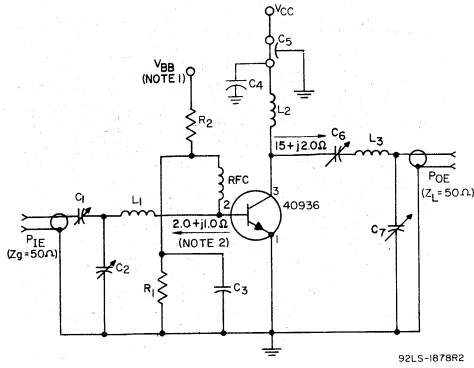 VCC
C5
VBB
(NOTE 1)
C4
R2
L2
15+j2.0Ω
C6
L3
RFC
3
POE
(ZL=50Ω)
C1
L1
2
40936
2.0+j1.0Ω
(NOTE 2)
PIE
(Zg=50Ω)
C2
C7
1
R1
C3
92LS-1878R2